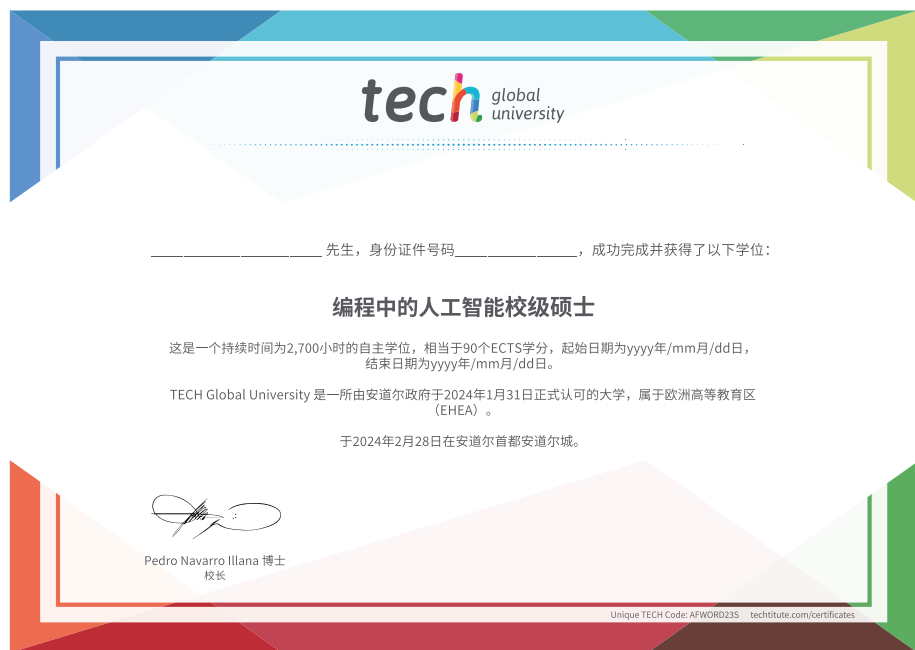 tech global
university
____________________ 先生，身份证件号码______________，成功完成并获得了以下学位：
编程中的人工智能校级硕士
这是一个持续时间为2,700小时的自主学位，相当于90个ECTS学分，起始日期为yyyy年/mm月/dd日，
结束日期为yyyy年/mm月/dd日。
TECH Global University 是一所由安道尔政府于2024年1月31日正式认可的大学，属于欧洲高等教育区
（EHEA）。
于2024年2月28日在安道尔首都安道尔城。
Pedro Navarro Illana 博士
校长
Unique TECH Code: AFWORD23S techtitute.com/certificates